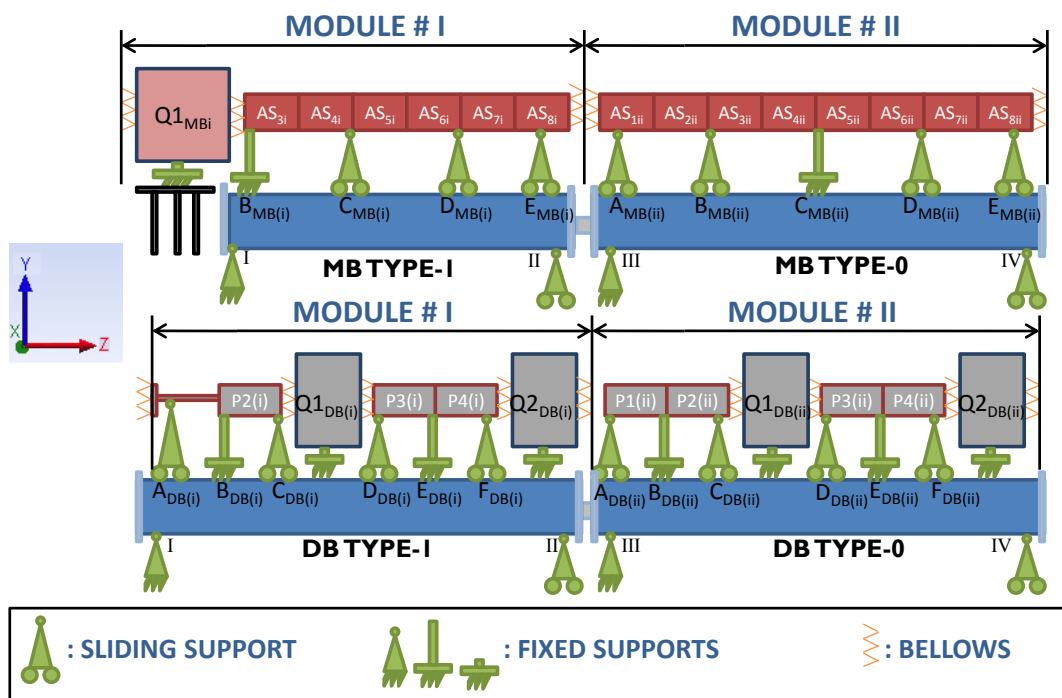 MODULE # I MODULE # II
Q1MBi AS3i AS4i AS5i AS6i AS7i AS8i AS1ii AS2ii AS3ii AS4ii AS5ii AS6ii AS7ii AS8ii
BMB(i) CMB(i) DMB(i) EMB(i) AMB(ii) BMB(ii) CMB(ii) DMB(ii) EMB(ii)
I II III IV
MB TYPE-1 MB TYPE-0
Y
X
Z
MODULE # I MODULE # II
P2(i) Q1DB(i) P3(i) P4(i) Q2DB(i) P1(ii) P2(ii) Q1DB(ii) P3(ii) P4(ii) Q2DB(ii)
ADB(i) BDB(i) CDB(i) DDB(i) EDB(i) FDB(i) ADB(ii) BDB(ii) CDB(ii) DDB(ii) EDB(ii) FDB(ii)
I II III IV
DB TYPE-1 DB TYPE-0
: SLIDING SUPPORT : FIXED SUPPORTS : BELLOWS